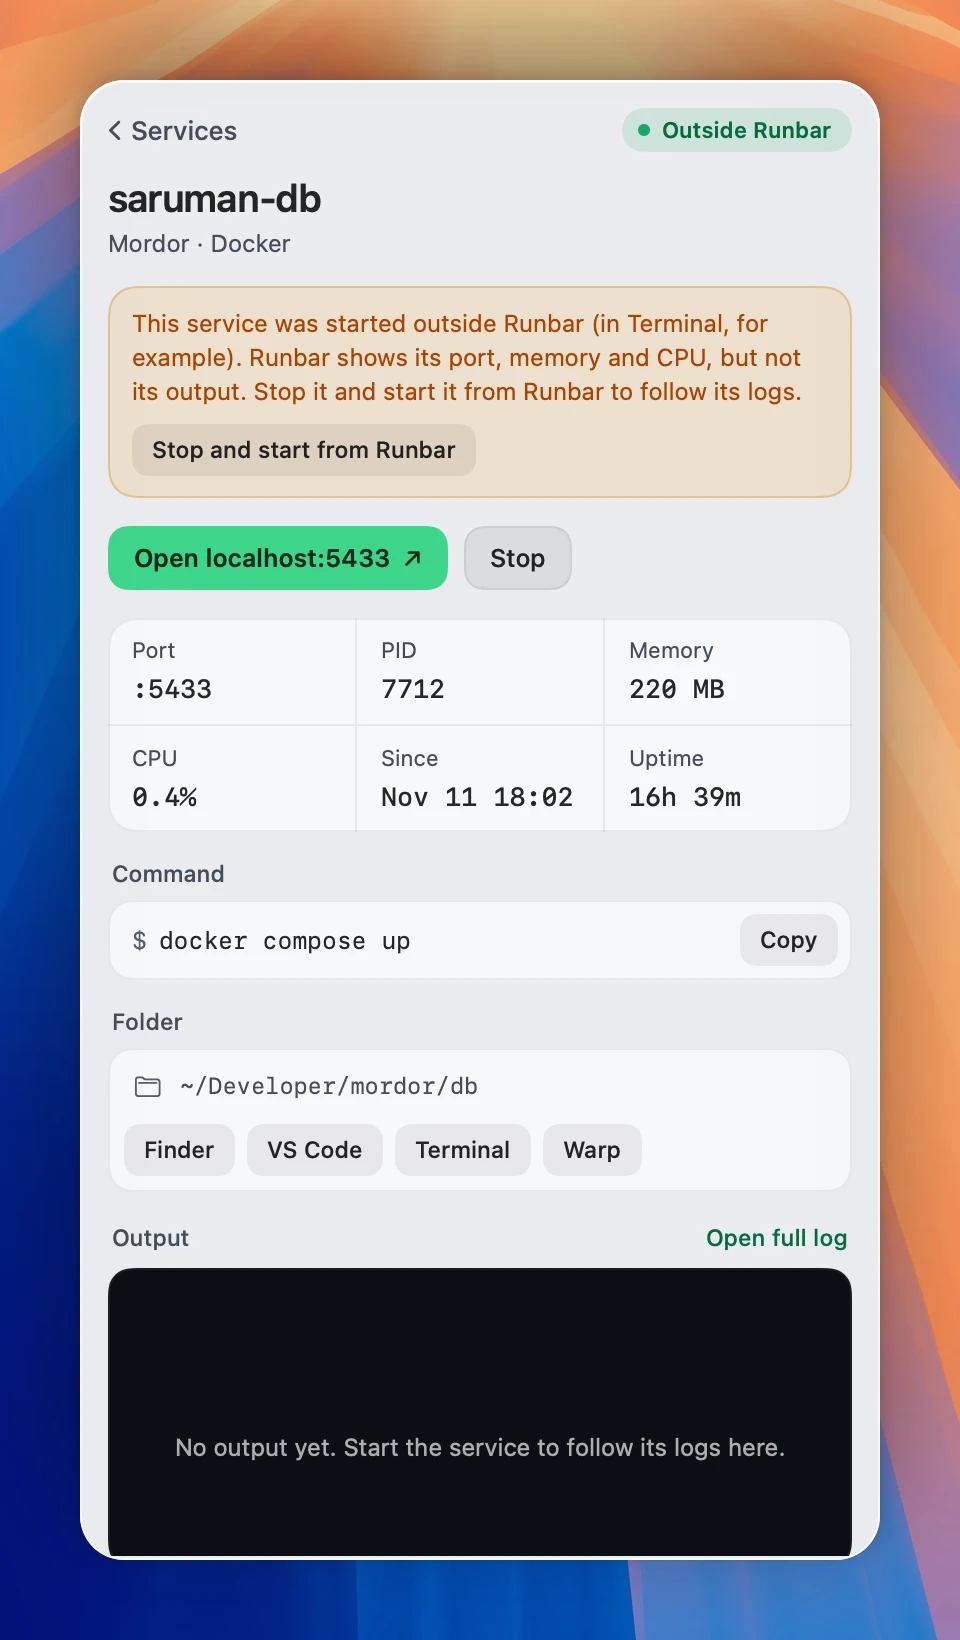 Services
Outside Runbar
saruman-db
Mordor · Docker
This service was started outside Runbar (in Terminal, for
example). Runbar shows its port, memory and CPU, but not
its output. Stop it and start it from Runbar to follow its logs.
Stop and start from Runbar
Open localhost:5433 ↗
Stop
Port
:5433
PID
7712
Memory
220 MB
CPU
0.4%
Since
Nov 11 18:02
Uptime
16h 39m
Command
$ docker compose up
Copy
Folder
~/Developer/mordor/db
Finder
VS Code
Terminal
Warp
Output
Open full log
No output yet. Start the service to follow its logs here.